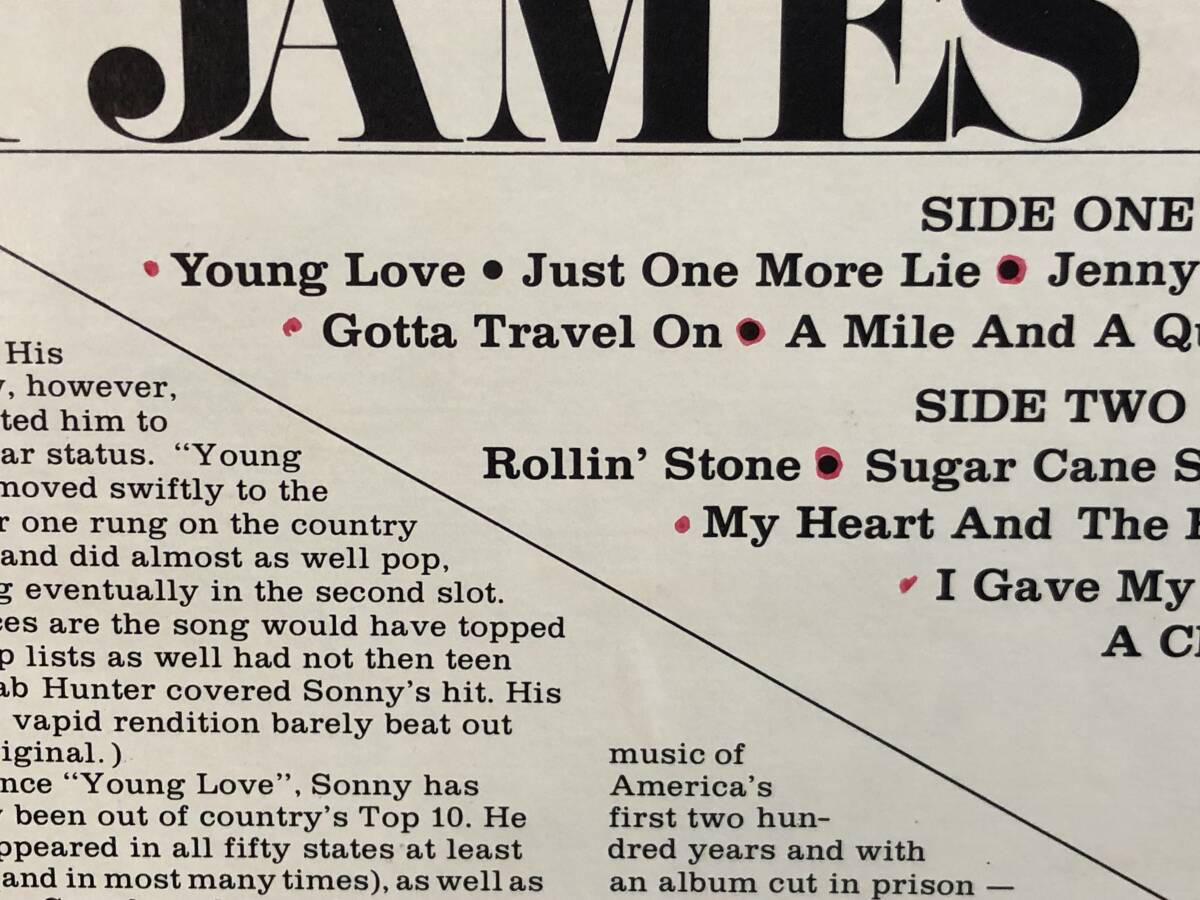 JAMES
SIDE ONE
Young Love • Just One More Lie • Jenny
Gotta Travel On • A Mile And A
SIDE TWO
Rollin’ Stone • Sugar Cane
My Heart And The
I Gave My
A
His
however,
him to
status. “Young
moved swiftly to the
one rung on the country
and did almost as well pop,
eventually in the second slot.
are the song would have topped
lists as well had not then teen
Hunter covered Sonny’s hit. His
vapid rendition barely beat out
iginal.)
“Young Love”, Sonny has
been out of country’s Top 10. He
ppeared in all fifty states at least
and in most many times), as well as
music of
America’s
first two hun-
dred years and with
an album cut in prison —